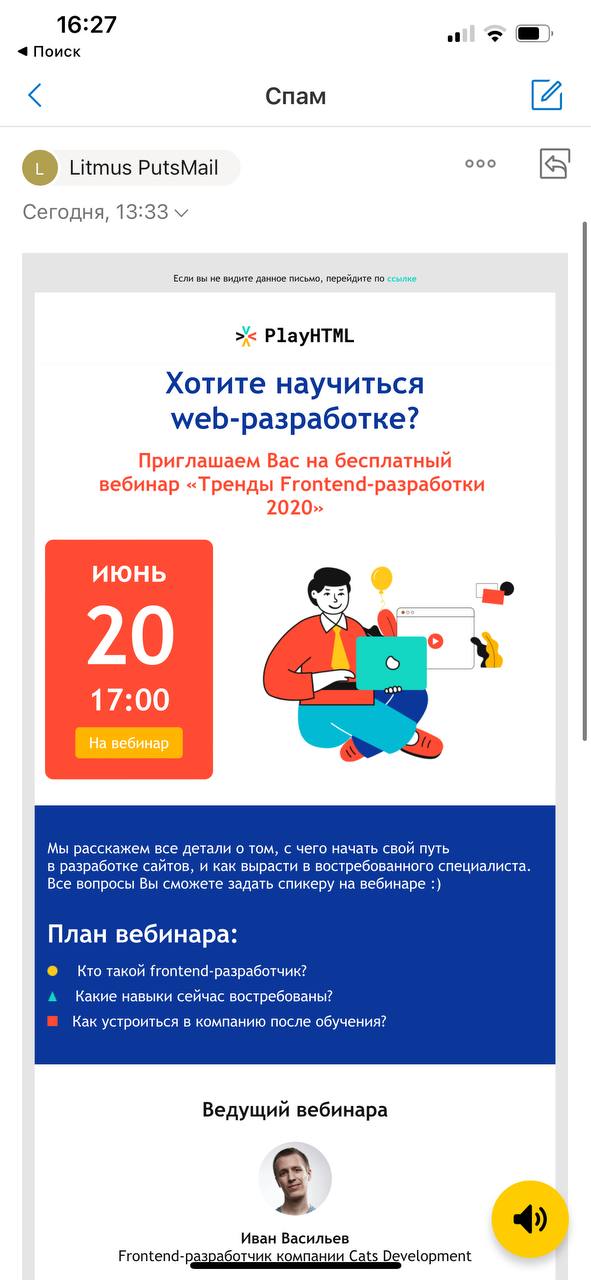 16:27
◀ Поиск
Спам
L Litmus PutsMail
Сегодня, 13:33
Если вы не видите данное письмо, перейдите по ссылке
PlayHTML
Хотите научиться
web-разработке?
Приглашаем Вас на бесплатный
вебинар «Тренды Frontend-разработки
2020»
ИЮНЬ
20
17:00
На вебинар
Мы расскажем все детали о том, с чего начать свой путь
в разработке сайтов, и как вырасти в востребованного специалиста.
Все вопросы Вы сможете задать спикеру на вебинаре :)
План вебинара:
Кто такой frontend-разработчик?
Какие навыки сейчас востребованы?
Как устроиться в компанию после обучения?
Ведущий вебинара
Иван Васильев
Frontend-разработчик компании Cats Development